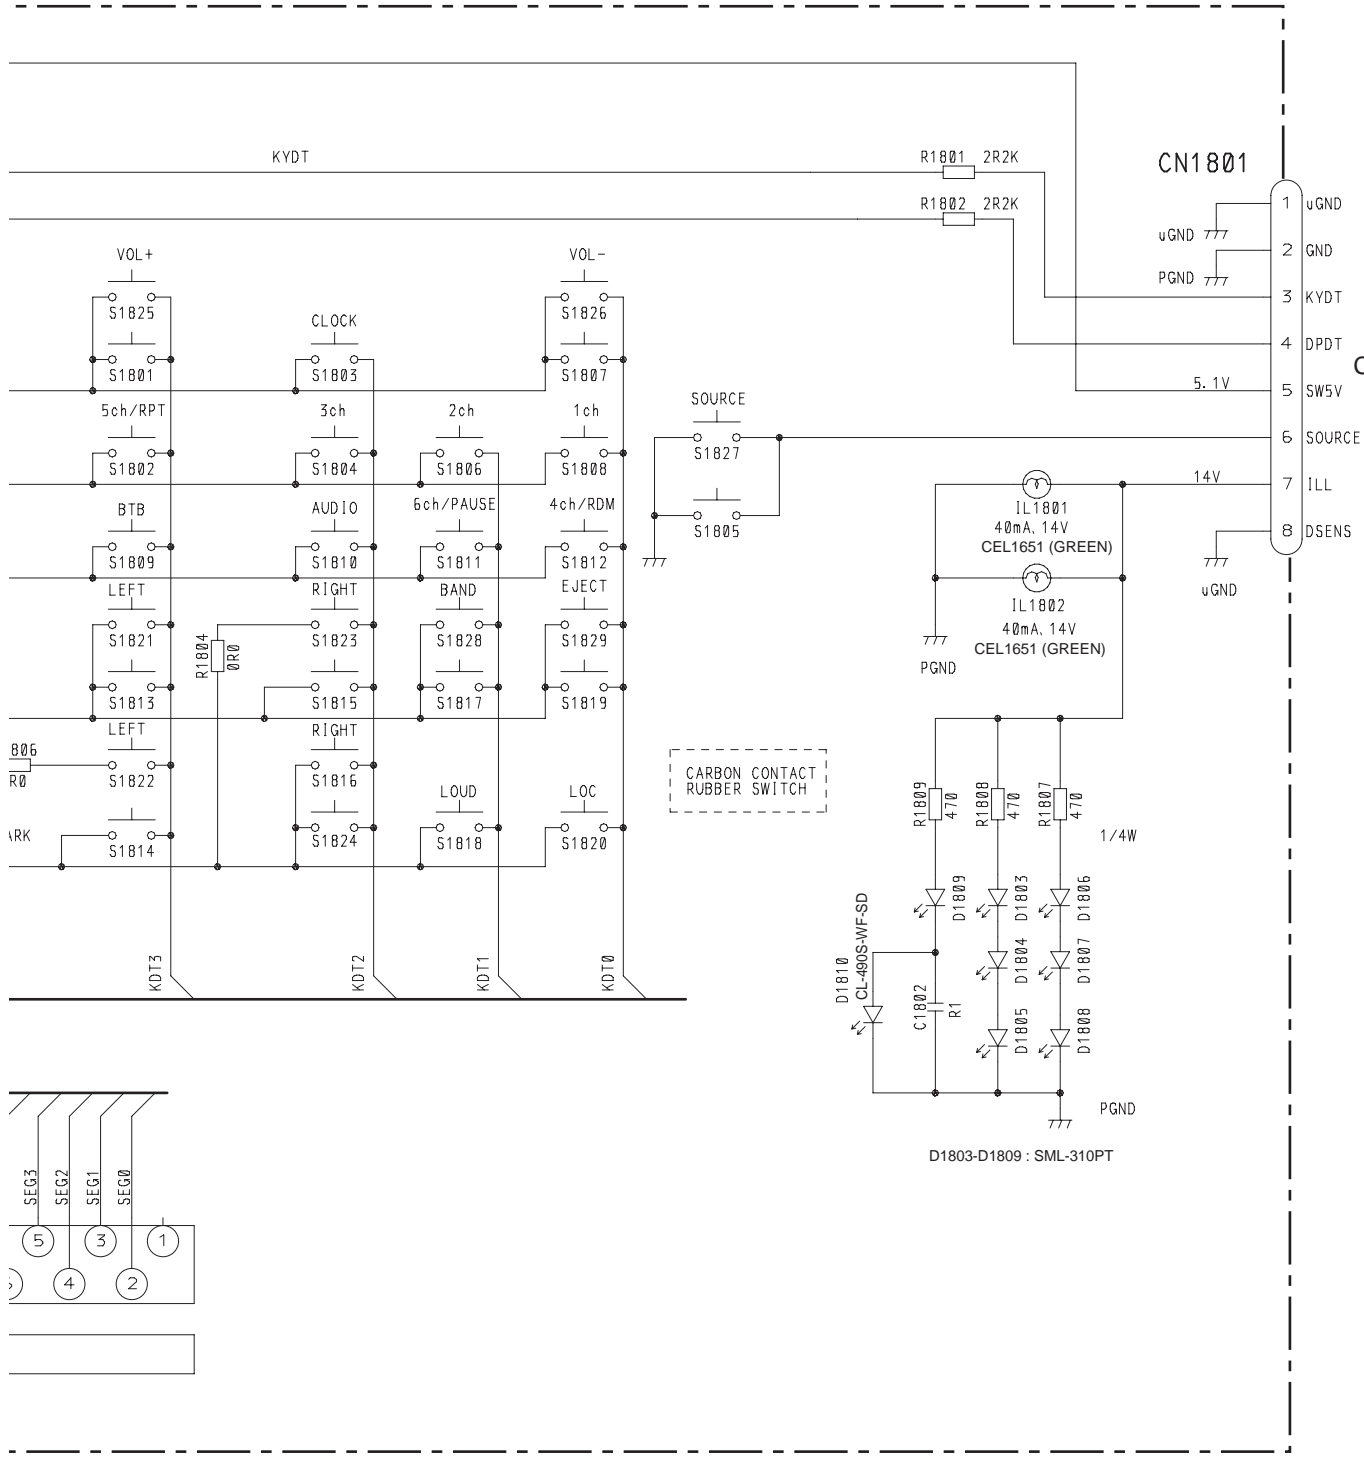 KYDT
R1801 2R2K
CN1801
R1802 2R2K
1 uGND
uGND
2 GND
PGND
3 KYDT
4 DPDT
5.1V
5 SW5V
6 SOURCE
14V
7 ILL
8 DSENS
uGND
VOL+
S1825
S1801
CLOCK
S1803
VOL-
S1826
S1807
5ch/RPT
S1802
3ch
S1804
2ch
S1806
1ch
S1808
SOURCE
S1827
S1805
BTB
S1809
AUDIO
S1810
6ch/PAUSE
S1811
4ch/RDM
S1812
LEFT
S1821
S1813
R1804
0R0
RIGHT
S1823
S1815
BAND
S1828
S1817
EJECT
S1829
S1819
LEFT
S1822
S1814
RIGHT
S1816
S1824
LOUD
S1818
LOC
S1820
CARBON CONTACT
RUBBER SWITCH
IL1801
40mA, 14V
CEL1651 (GREEN)
IL1802
40mA, 14V
CEL1651 (GREEN)
PGND
R1809
470
R1808
470
R1807
470
1/4W
D1809
D1803
D1806
D1804
D1807
D1805
D1808
D1810
CL-490S-WF-SD
C1802
R1
PGND
D1803-D1809 : SML-310PT
KDT3
KDT2
KDT1
KDT0
SEG3
SEG2
SEG1
SEG0
5
3
1
4
2